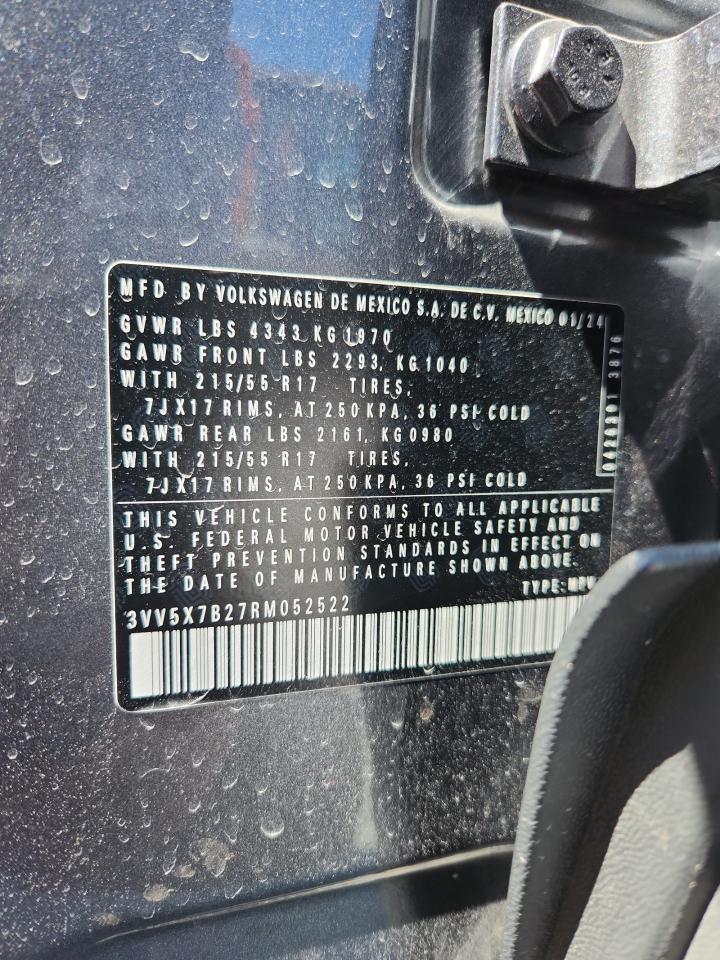 MFD BY VOLKSWAGEN DE MEXICO S.A. DE C.V. MEXICO 01/24
GVWR LBS 4343 KG 1970
GAWR FRONT LBS 2293, KG 1040
WITH 215/55 R17 TIRES,
7JX17 RIMS, AT 250 KPA, 36 PSI COLD
GAWR REAR LBS 2161, KG 0980
WITH 215/55 R17 TIRES,
7JX17 RIMS, AT 250 KPA, 36 PSI COLD
THIS VEHICLE CONFORMS TO ALL APPLICABLE
U.S. FEDERAL MOTOR VEHICLE SAFETY AND
THEFT PREVENTION STANDARDS IN EFFECT ON
THE DATE OF MANUFACTURE SHOWN ABOVE.
TYPE: MPV
3VV5X7B27RM052522
3876